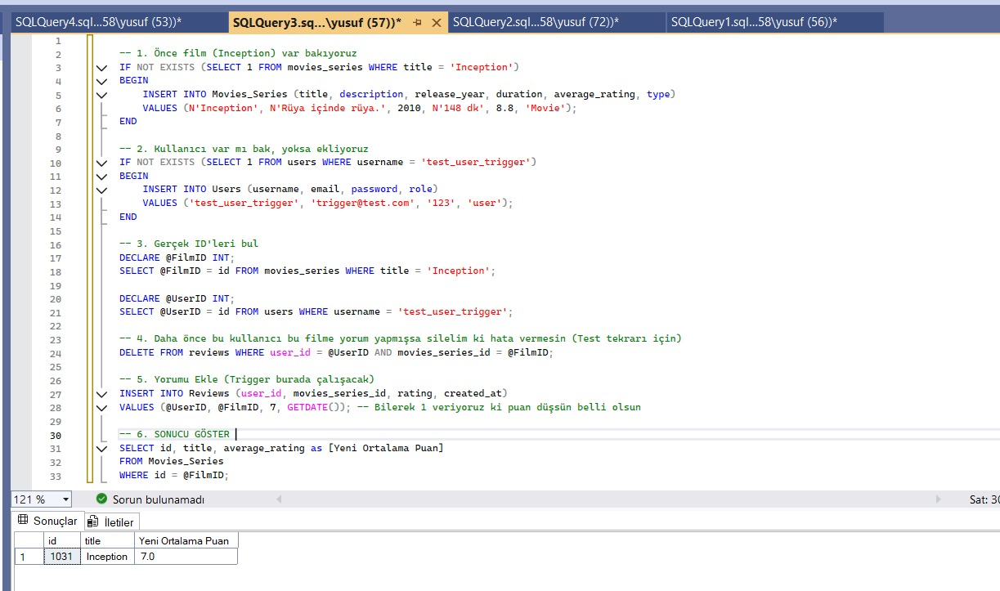 SQLQuery4.sql...58\yusuf (53))* SQLQuery3.sq...\yusuf (57))* SQLQuery2.sql...58\yusuf (72))* SQLQuery1.sql...58\yusuf (56))*
1
2 -- 1. Önce film (Inception) var bakıyoruz
3 IF NOT EXISTS (SELECT 1 FROM movies_series WHERE title = 'Inception')
4 BEGIN
5 INSERT INTO Movies_Series (title, description, release_year, duration, average_rating, type)
6 VALUES (N'Inception', N'Rüya içinde rüya.', 2010, N'148 dk', 8.8, 'Movie');
7 END
8
9 -- 2. Kullanıcı var mı bak, yoksa ekliyoruz
10 IF NOT EXISTS (SELECT 1 FROM users WHERE username = 'test_user_trigger')
11 BEGIN
12 INSERT INTO Users (username, email, password, role)
13 VALUES ('test_user_trigger', 'trigger@test.com', '123', 'user');
14 END
15
16 -- 3. Gerçek ID'leri bul
17 DECLARE @FilmID INT;
18 SELECT @FilmID = id FROM movies_series WHERE title = 'Inception';
19
20 DECLARE @UserID INT;
21 SELECT @UserID = id FROM users WHERE username = 'test_user_trigger';
22
23 -- 4. Daha önce bu kullanıcı bu filme yorum yapmışsa silelim ki hata vermesin (Test tekrarı için)
24 DELETE FROM reviews WHERE user_id = @UserID AND movies_series_id = @FilmID;
25
26 -- 5. Yorumu Ekle (Trigger burada çalışacak)
27 INSERT INTO Reviews (user_id, movies_series_id, rating, created_at)
28 VALUES (@UserID, @FilmID, 7, GETDATE()); -- Bilerek 1 veriyoruz ki puan düşsün belli olsun
29
30 -- 6. SONUCU GÖSTER
31 SELECT id, title, average_rating as [Yeni Ortalama Puan]
32 FROM Movies_Series
33 WHERE id = @FilmID;
121 % Sorun bulunamadı Sat: 30
Sonuçlar İletiler
id title Yeni Ortalama Puan
1 1031 Inception 7.0